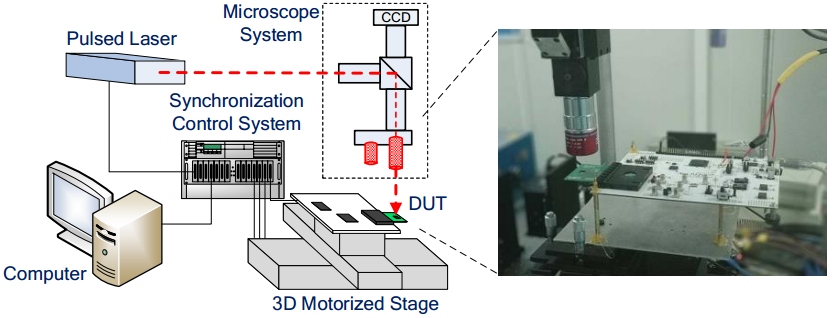 Microscope
System
CCD
Pulsed Laser
Synchronization
Control System
DUT
Computer
3D Motorized Stage